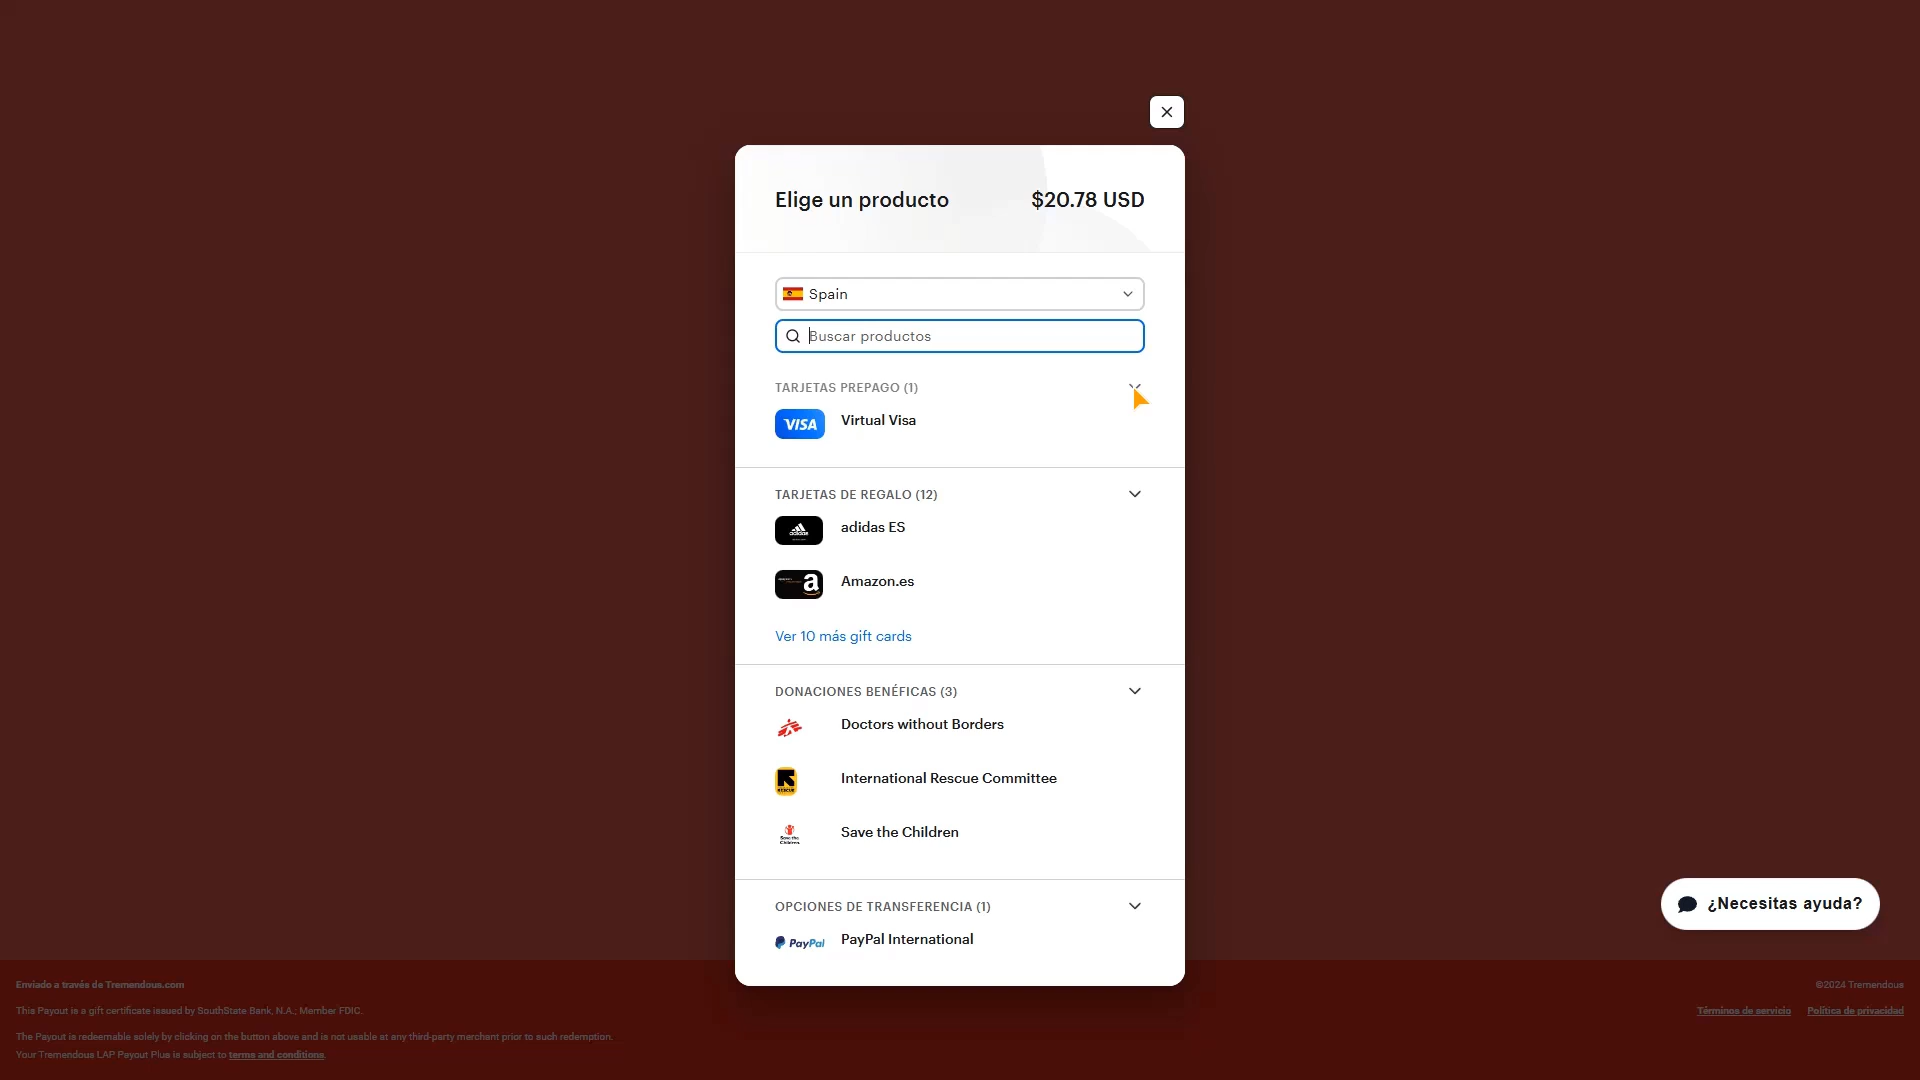 Elige un producto
$20.78 USD
Spain
Buscar productos
TARJETAS PREPAGO (1)
VISA
Virtual Visa
TARJETAS DE REGALO (12)
adidas
adidas ES
a
Amazon.es
Ver 10 más gift cards
DONACIONES BENÉFICAS (3)
Doctors without Borders
RESCUE
International Rescue Committee
Save the
Children
Save the Children
OPCIONES DE TRANSFERENCIA (1)
PayPal
PayPal International
¿Necesitas ayuda?
Enviado a través de Tremendous.com
This Payout is a gift certificate issued by SouthState Bank, N.A.; Member FDIC.
The Payout is redeemable solely by clicking on the button above and is not usable at any third-party merchant prior to such redemption.
Your Tremendous LAP Payout Plus is subject to terms and conditions.
©2024 Tremendous
Términos de servicio
Política de privacidad